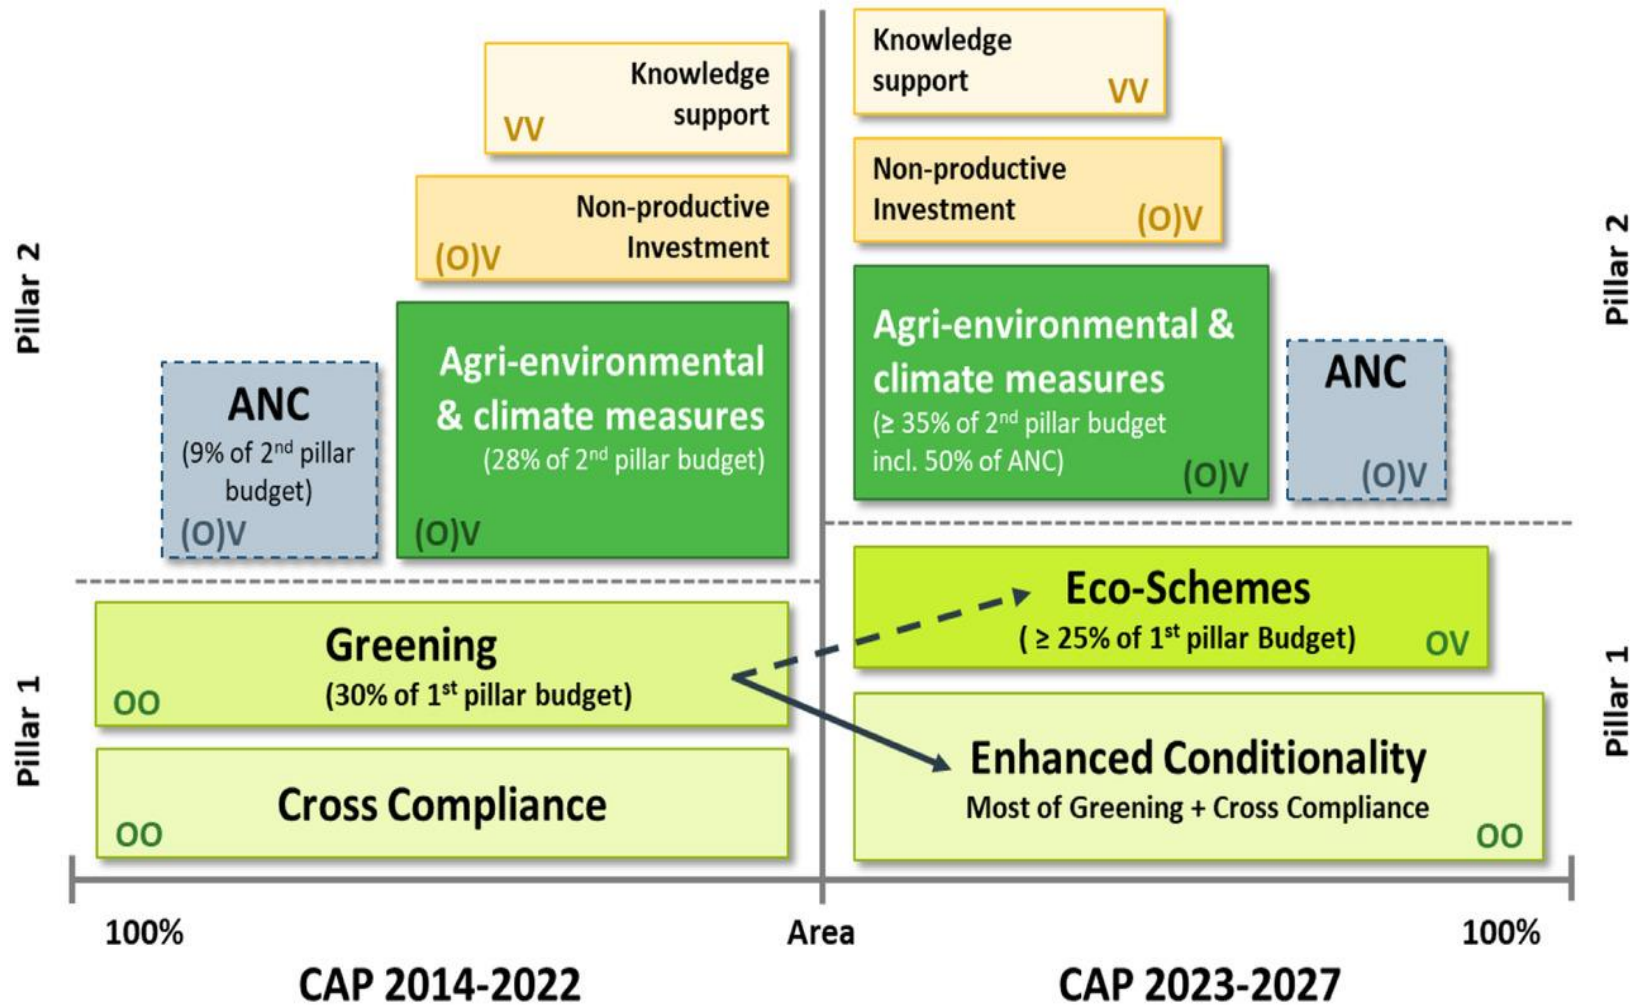 Pillar 2
Knowledge
support
VV
Non-productive
Investment
(O)V
Agri-environmental
& climate measures
(28% of 2nd pillar budget)
(O)V
ANC
(9% of 2nd pillar
budget)
(O)V
Pillar 1
Greening
(30% of 1st pillar budget)
OO
Cross Compliance
OO
Knowledge
support
VV
Non-productive
Investment
(O)V
Agri-environmental &
climate measures
(≥ 35% of 2nd pillar budget
incl. 50% of ANC)
(O)V
ANC
(O)V
Pillar 2
Eco-Schemes
( ≥ 25% of 1st pillar Budget)
OV
Enhanced Conditionality
Most of Greening + Cross Compliance
OO
Pillar 1
100%
Area
100%
CAP 2014-2022
CAP 2023-2027